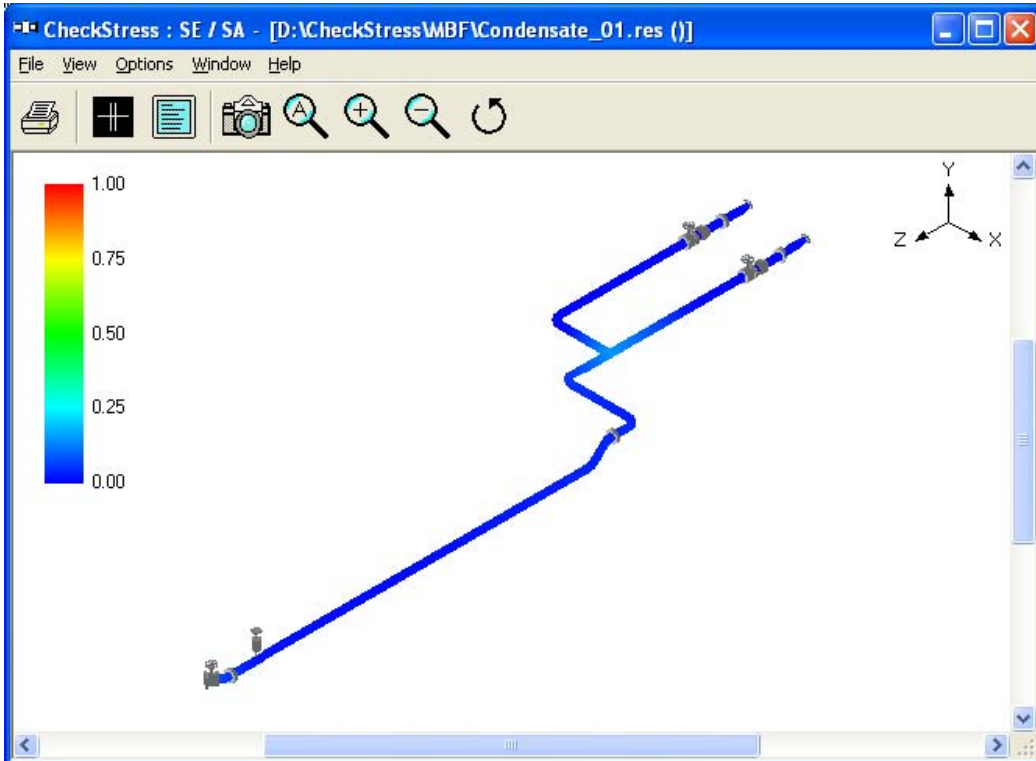 CheckStress : SE / SA - [D:\CheckStress\MBF\Condensate_01.res ()]
File View Options Window Help
A
1.00
0.75
0.50
0.25
0.00
Y
Z X